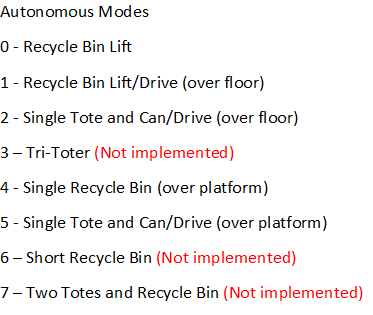 Autonomous Modes
0 - Recycle Bin Lift
1 - Recycle Bin Lift/Drive (over floor)
2 - Single Tote and Can/Drive (over floor)
3 – Tri-Toter (Not implemented)
4 - Single Recycle Bin (over platform)
5 - Single Tote and Can/Drive (over platform)
6 – Short Recycle Bin (Not implemented)
7 – Two Totes and Recycle Bin (Not implemented)